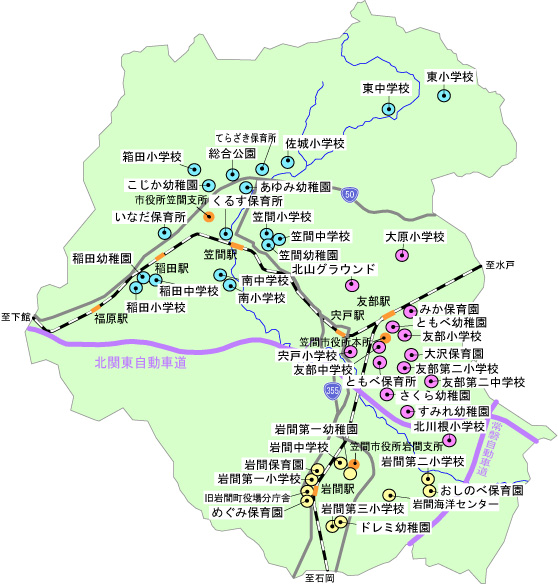 東小学校
東中学校
てらざき保育所
佐城小学校
箱田小学校
総合公園
こじか幼稚園
あゆみ幼稚園
市役所笠間支所
くるす保育所
50
いなだ保育所
笠間小学校
笠間中学校
大原小学校
稲田幼稚園
笠間駅
笠間幼稚園
稲田駅
北山グラウンド
至水戸
稲田中学校
南中学校
南小学校
稲田小学校
友部駅
宍戸駅
みか保育園
至下館
福原駅
ともべ幼稚園
笠間市役所本所
友部小学校
宍戸小学校
大沢保育園
北関東自動車道
友部中学校
友部第二小学校
ともべ保育所
友部第二中学校
355
さくら幼稚園
すみれ幼稚園
岩間第一幼稚園
北川根小学校
常磐自動車道
岩間中学校
笠間市役所岩間支所
岩間保育園
岩間第二小学校
岩間第一小学校
岩間駅
おしのべ保育園
旧岩間町役場分庁舎
岩間海洋センター
めぐみ保育園
岩間第三小学校
ドレミ幼稚園
至石岡